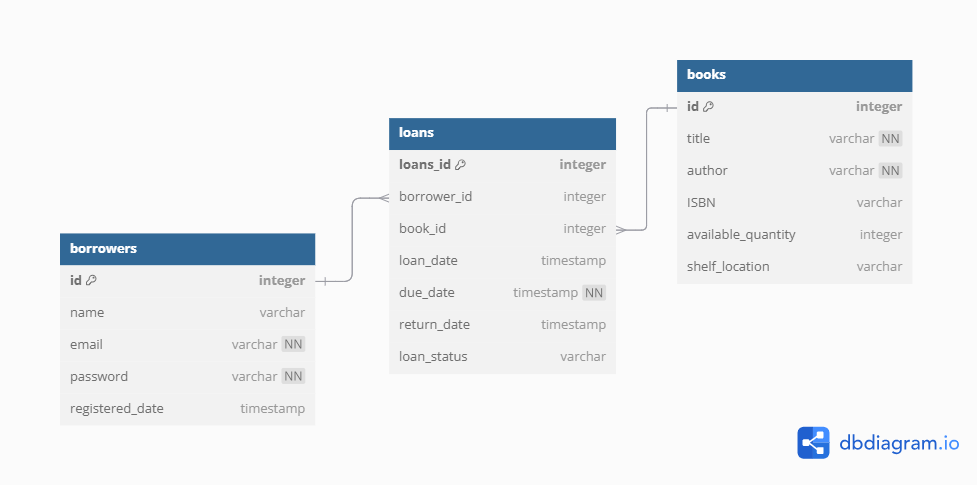 borrowers
id integer
name varchar
email varchar NN
password varchar NN
registered_date timestamp
loans
loans_id integer
borrower_id integer
book_id integer
loan_date timestamp
due_date timestamp NN
return_date timestamp
loan_status varchar
books
id integer
title varchar NN
author varchar NN
ISBN varchar
available_quantity integer
shelf_location varchar
dbdiagram.io